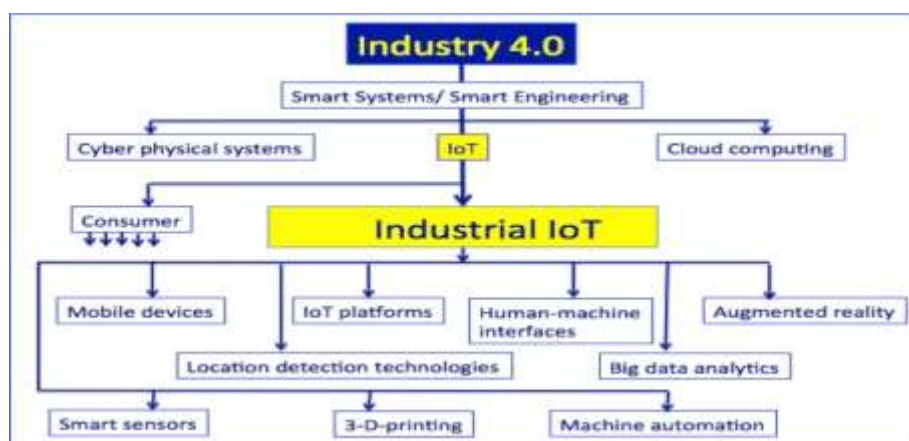 Industry 4.0
Smart Systems/ Smart Engineering
Cyber physical systems
IoT
Cloud computing
Consumer
Industrial IoT
Mobile devices
IoT platforms
Human-machine
interfaces
Augmented reality
Location detection technologies
Big data analytics
Smart sensors
3-D-printing
Machine automation